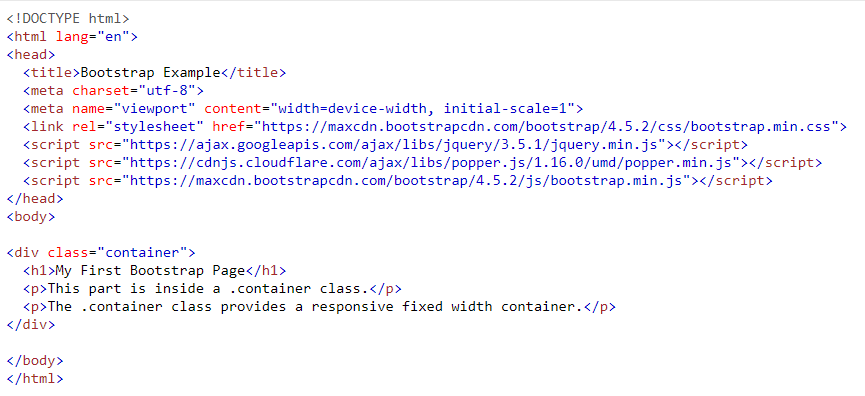 <!DOCTYPE html>
<html lang="en">
<head>
  <title>Bootstrap Example</title>
  <meta charset="utf-8">
  <meta name="viewport" content="width=device-width, initial-scale=1">
  <link rel="stylesheet" href="https://maxcdn.bootstrapcdn.com/bootstrap/4.5.2/css/bootstrap.min.css">
  <script src="https://ajax.googleapis.com/ajax/libs/jquery/3.5.1/jquery.min.js"></script>
  <script src="https://cdnjs.cloudflare.com/ajax/libs/popper.js/1.16.0/umd/popper.min.js"></script>
  <script src="https://maxcdn.bootstrapcdn.com/bootstrap/4.5.2/js/bootstrap.min.js"></script>
</head>
<body>

<div class="container">
  <h1>My First Bootstrap Page</h1>
  <p>This part is inside a .container class.</p>
  <p>The .container class provides a responsive fixed width container.</p>
</div>

</body>
</html>